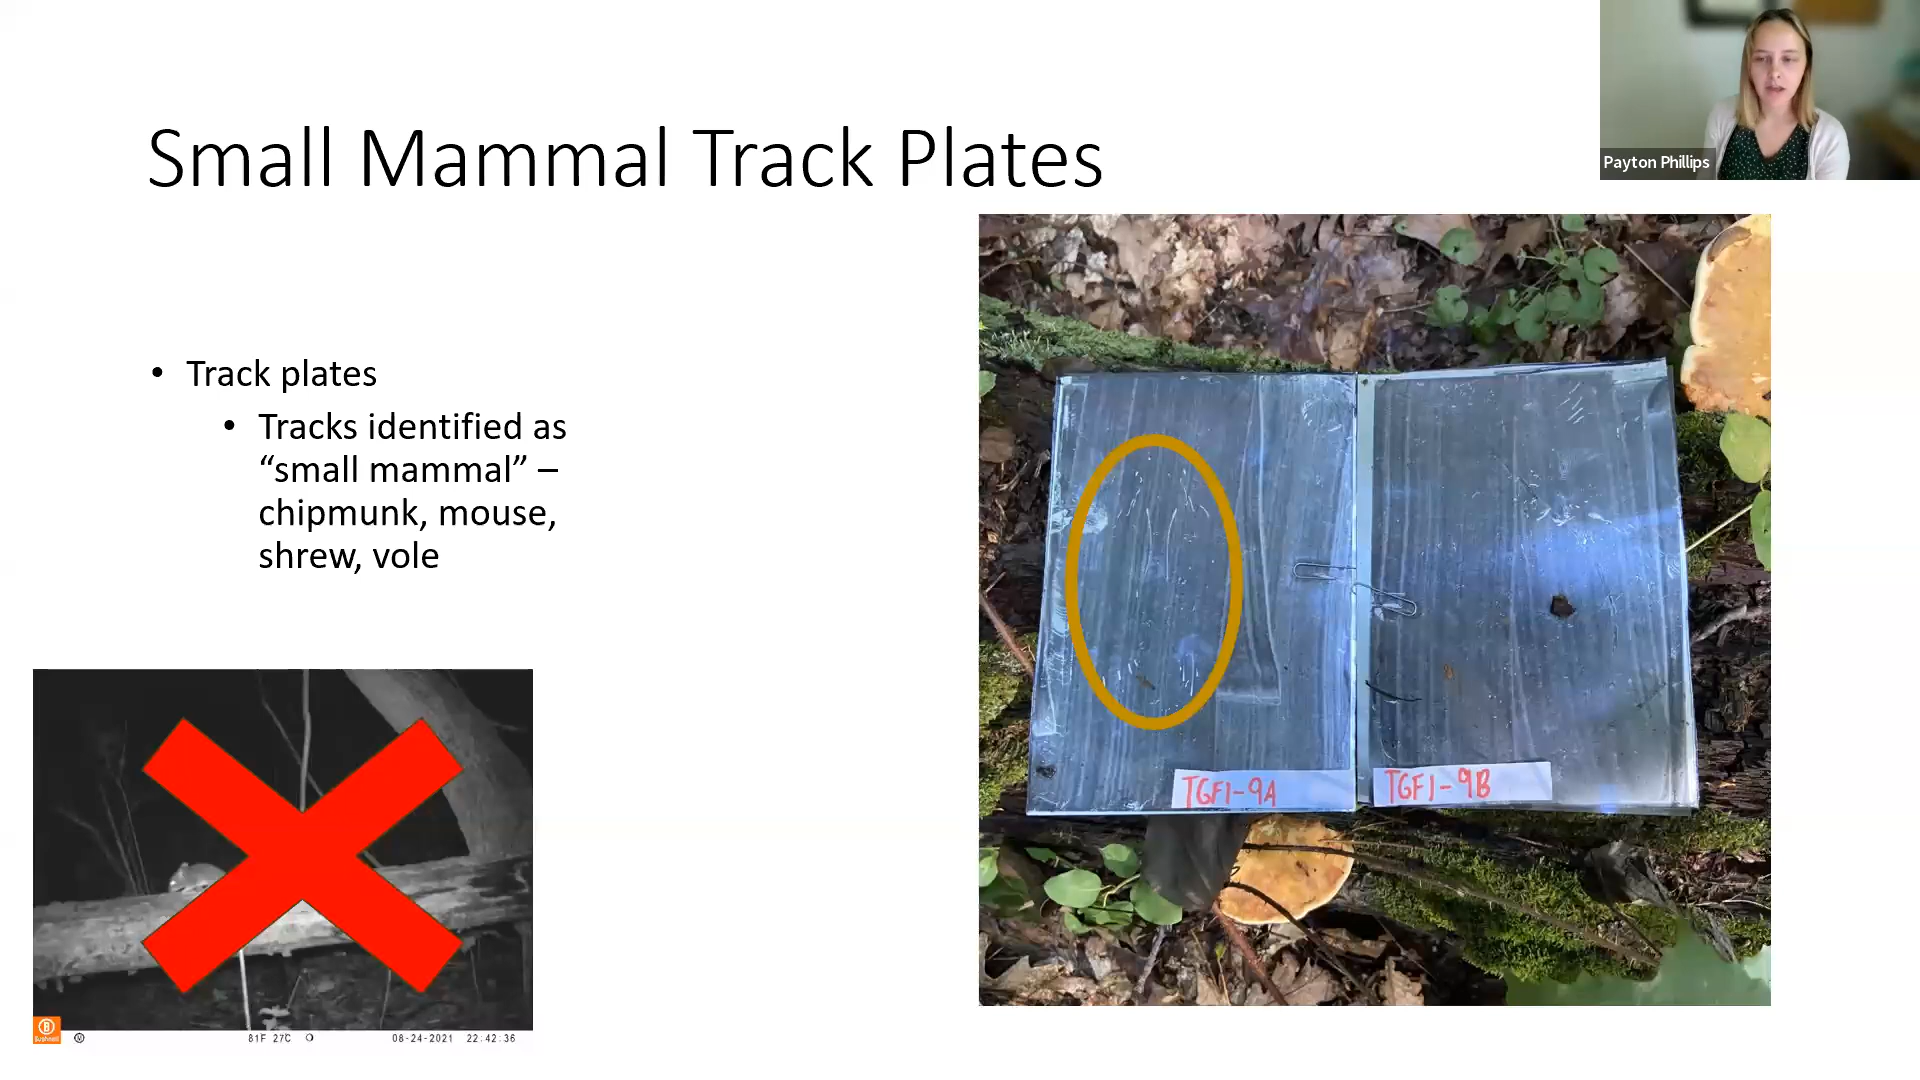 Payton Phillips
Small Mammal Track Plates
• Track plates
• Tracks identified as
“small mammal” –
chipmunk, mouse,
shrew, vole
TGF1-9A
TGF1-9B
Bushnell
81F 27C
08-24-2021 22:42:36